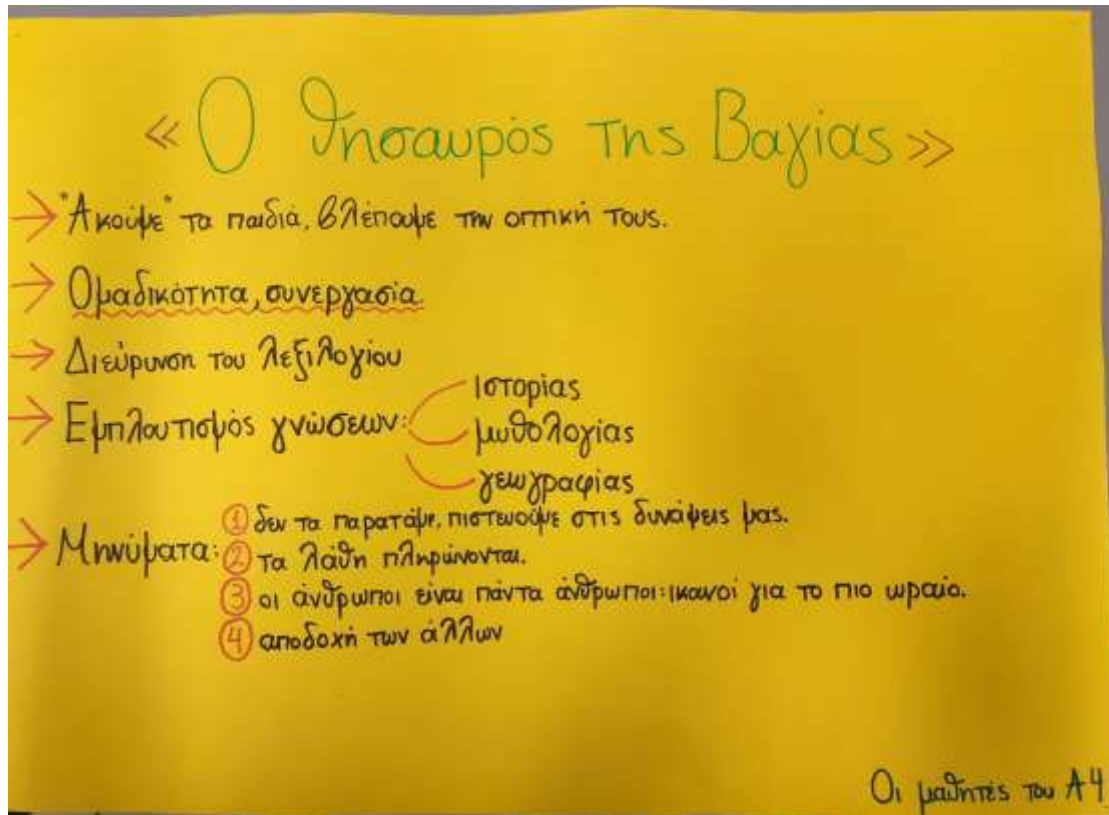 «Ο θησαυρός της Βαγίας»
"Ακούμε" τα παιδιά, βλέπουμε την οπτική τους.
Ομαδικότητα, συνεργασία.
Διεύρυνση του λεξιλογίου
Εμπλουτισμός γνώσεων:
ιστορίας
μυθολογίας
γεωγραφίας
Μηνύματα:
① δεν τα παρατάμε, πιστεύουμε στις δυνάμεις μας.
② τα λάθη πληρώνονται.
③ οι άνθρωποι είναι πάντα άνθρωποι: ικανοί για το πιο ωραίο.
④ αποδοχή των άλλων
Οι μαθητές του Α4